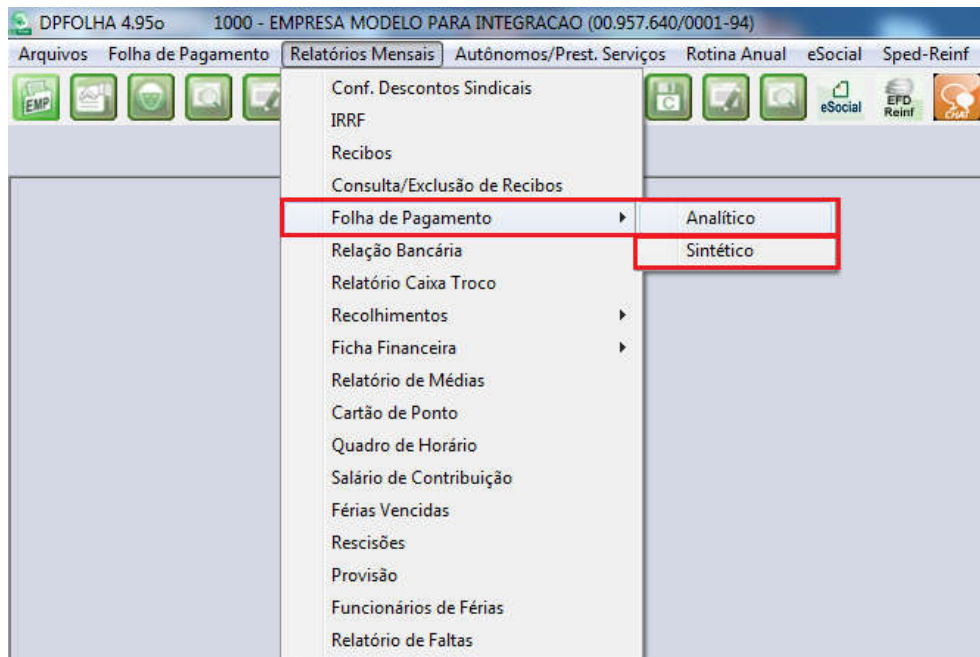 DPFOLHA 4.95o 1000 - EMPRESA MODELO PARA INTEGRACAO (00.957.640/0001-94)
Arquivos Folha de Pagamento Relatórios Mensais Autônomos/Prest. Serviços Rotina Anual eSocial Sped-Reinf
EMP eSocial EFD Reinf CHAT
Conf. Descontos Sindicais
IRRF
Recibos
Consulta/Exclusão de Recibos
Folha de Pagamento Analítico
Relação Bancária Sintético
Relatório Caixa Troco
Recolhimentos
Ficha Financeira
Relatório de Médias
Cartão de Ponto
Quadro de Horário
Salário de Contribuição
Férias Vencidas
Rescisões
Provisão
Funcionários de Férias
Relatório de Faltas